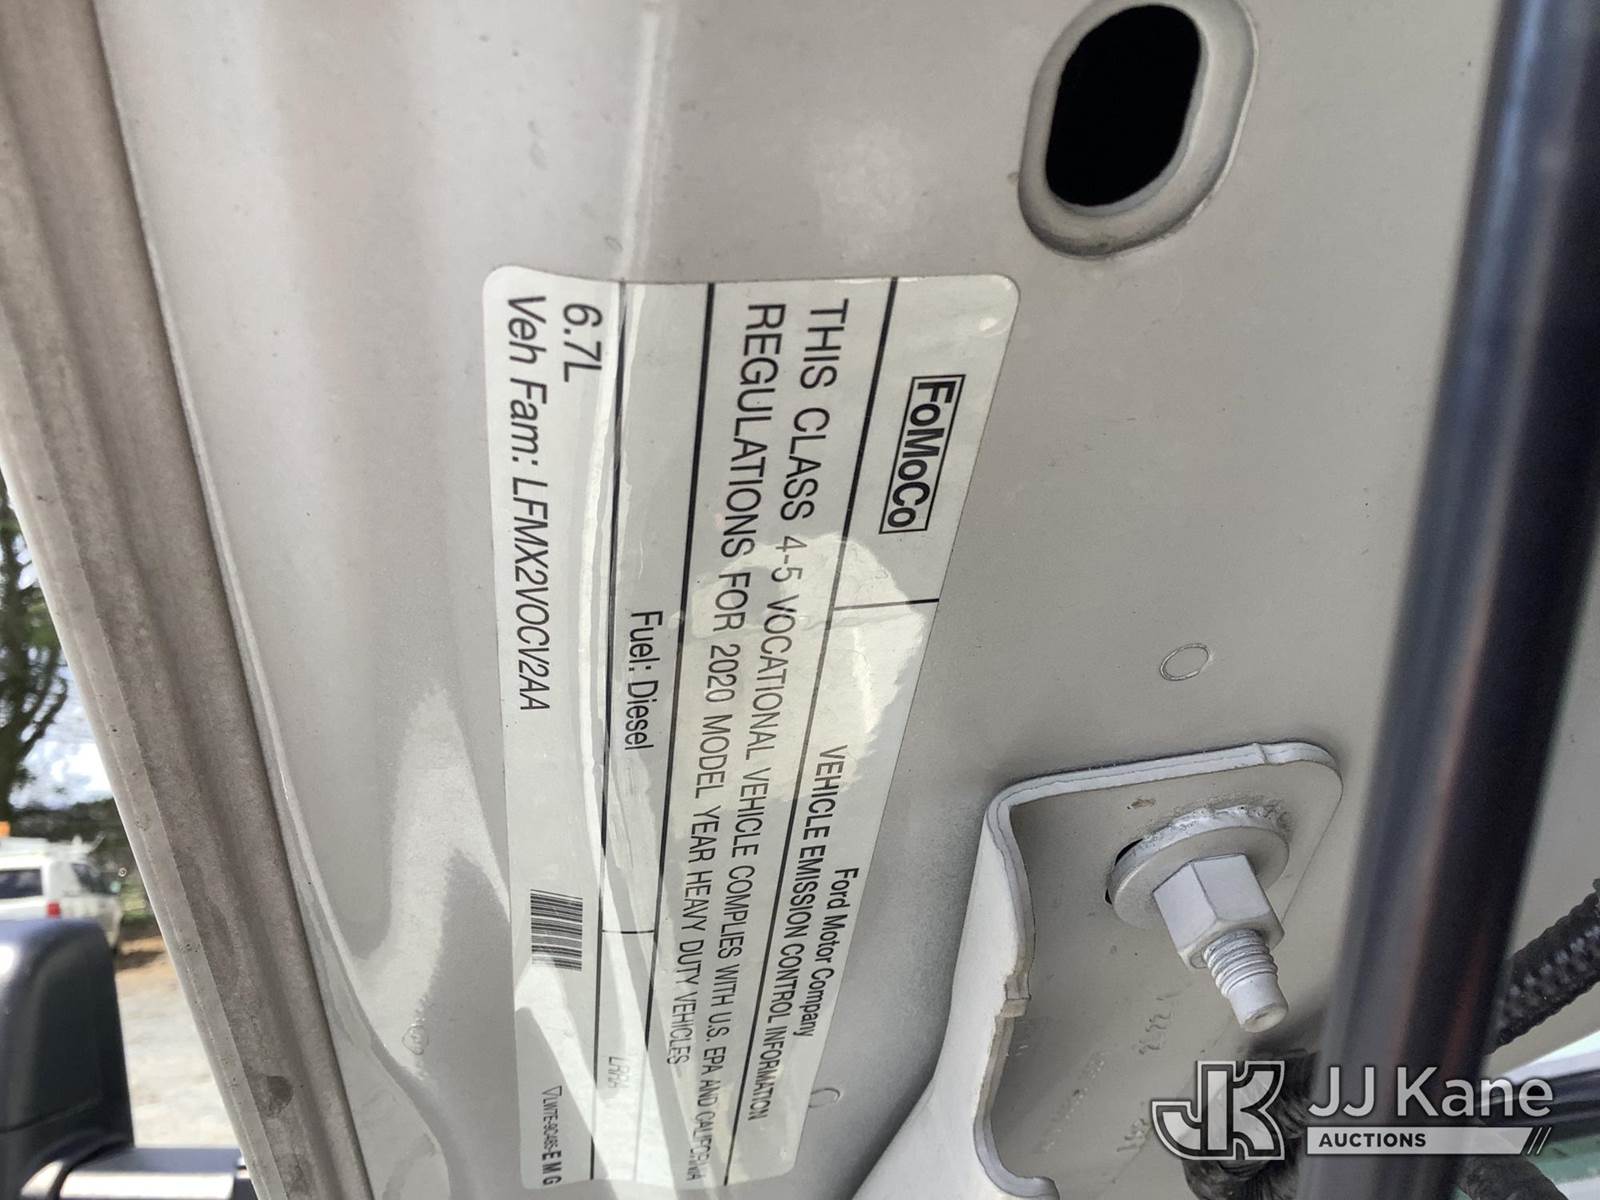 FoMoCo
Ford Motor Company
VEHICLE EMISSION CONTROL INFORMATION
THIS CLASS 4-5 VOCATIONAL VEHICLE COMPLIES WITH U.S. EPA AND CALIFORNIA
REGULATIONS FOR 2020 MODEL YEAR HEAVY DUTY VEHICLES
Fuel: Diesel
6.7L
Veh Fam: LFMX2VOCV2AA
JK JJ Kane
AUCTIONS